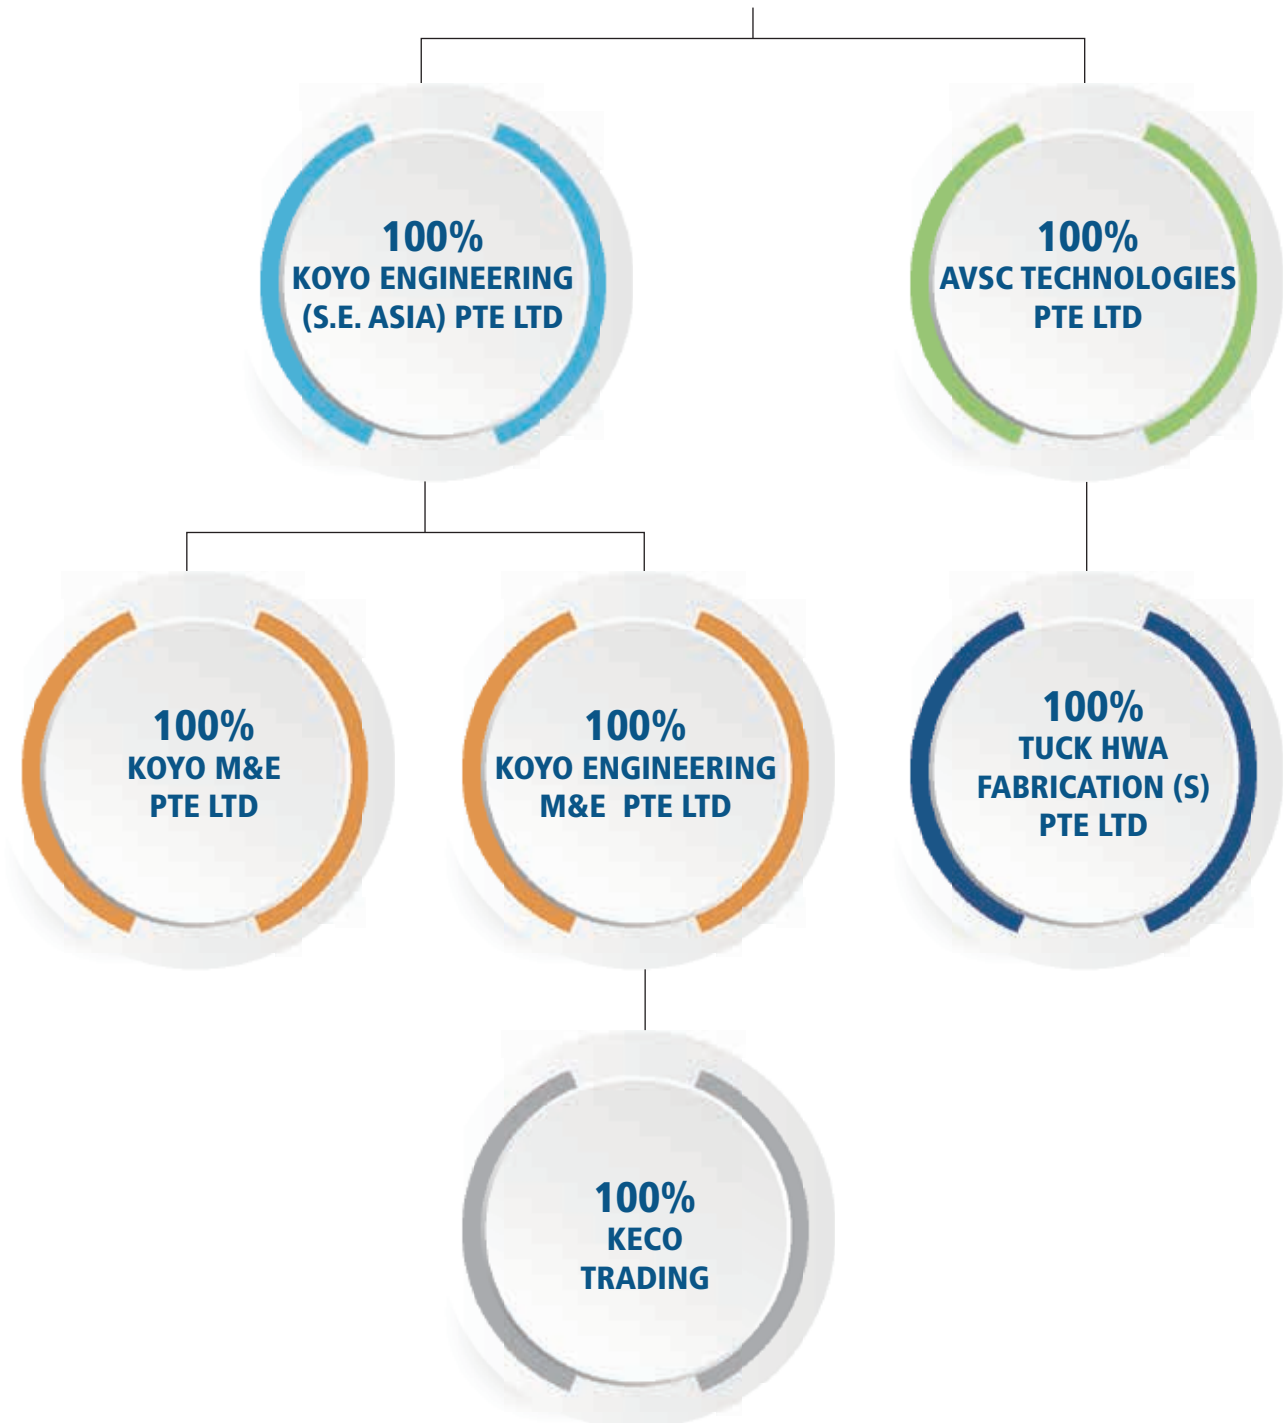 100%
KOYO ENGINEERING
(S.E. ASIA) PTE LTD
100%
AVSC TECHNOLOGIES
PTE LTD
100%
KOYO M&E
PTE LTD
100%
KOYO ENGINEERING
M&E PTE LTD
100%
TUCK HWA
FABRICATION (S)
PTE LTD
100%
KECO
TRADING